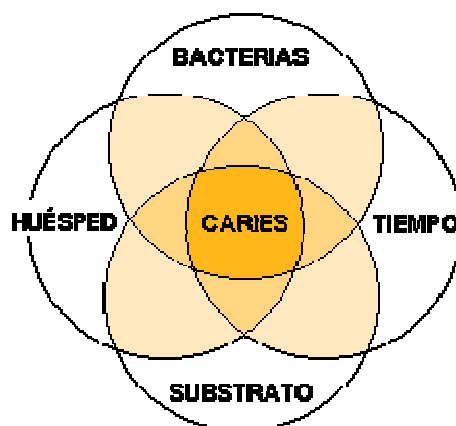 BACTERIAS
HUÉSPED
CARIES
TIEMPO
SUBSTRATO